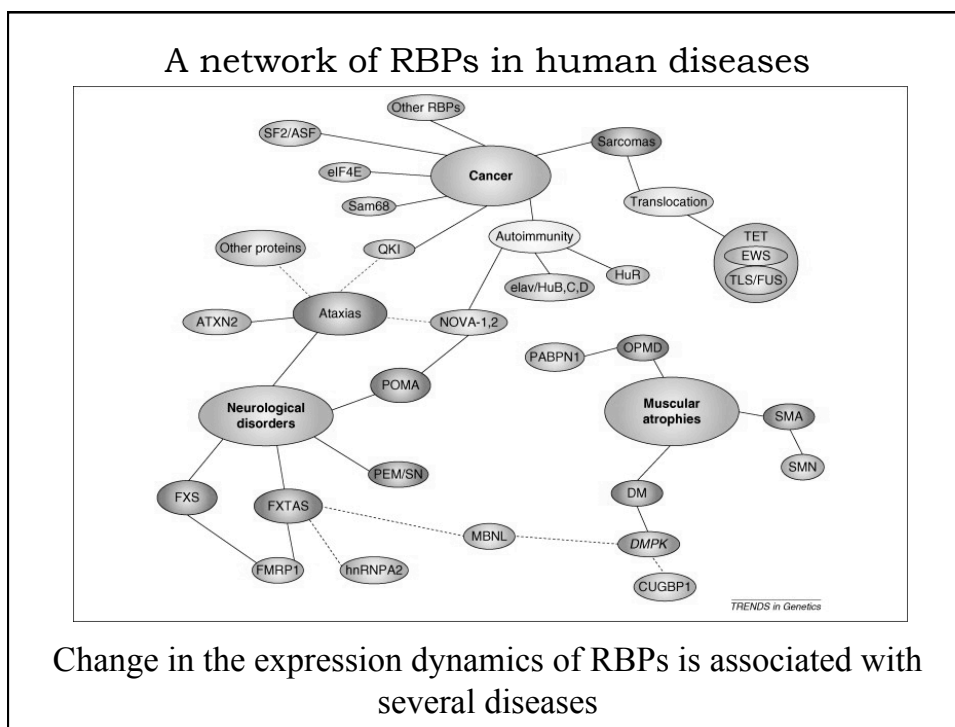 A network of RBPs in human diseases
Other RBPs
SF2/ASF
Sarcomas
eIF4E
Cancer
Sam68
Translocation
Other proteins
QKI
Autoimmunity
TET
EWS
TLS/FUS
HuR
elav/HuB,C,D
ATXN2
Ataxias
NOVA-1,2
PABPN1
OPMD
POMA
Neurological
disorders
Muscular
atrophies
SMA
SMN
PEM/SN
FXS
FXTAS
DM
MBNL
DMPK
FMRP1
hnRNPA2
CUGBP1
TRENDS in Genetics
Change in the expression dynamics of RBPs is associated with
several diseases